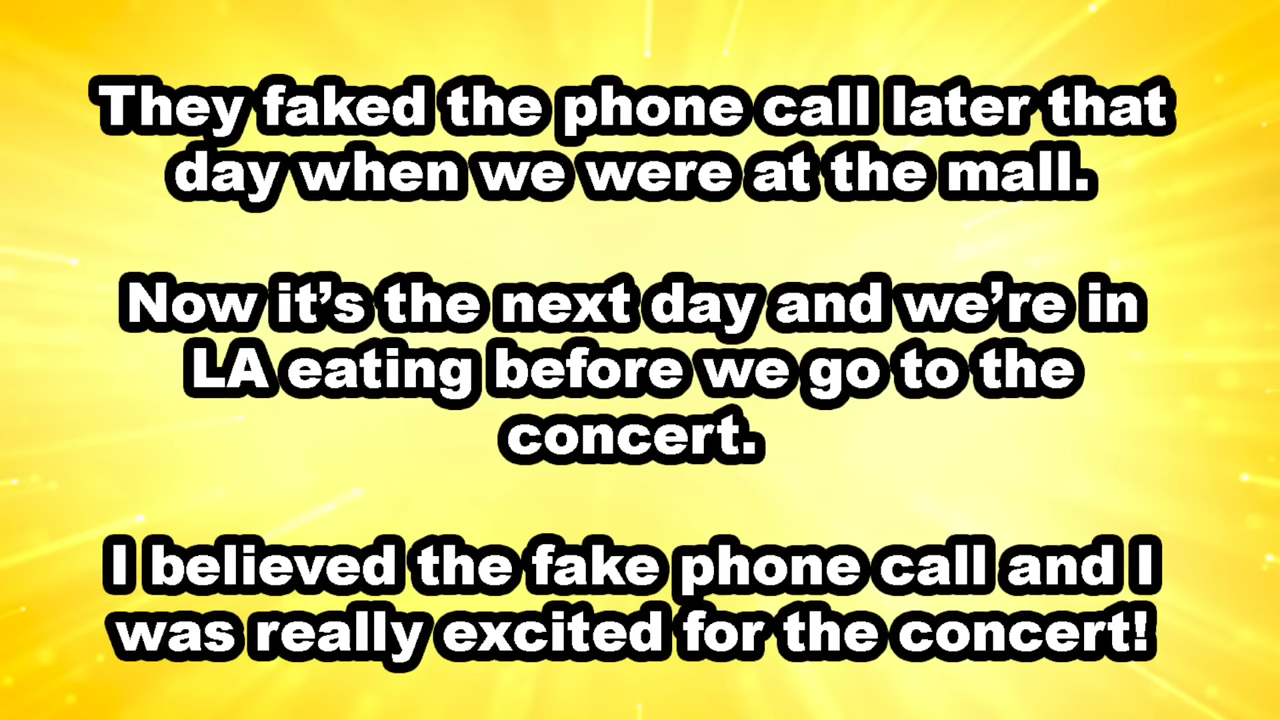 They faked the phone call later that
day when we were at the mall.
Now it’s the next day and we’re in
LA eating before we go to the
concert.
I believed the fake phone call and I
was really excited for the concert!